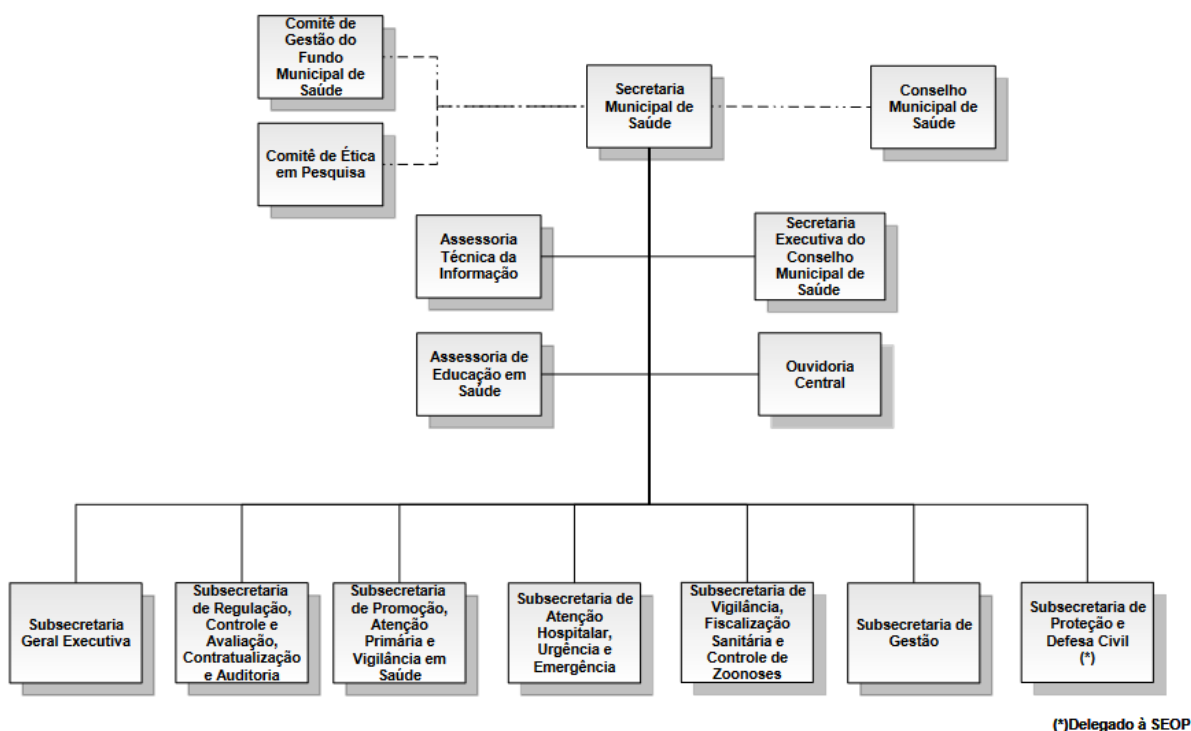 Comitê de
Gestão do
Fundo
Municipal de
Saúde
Secretaria
Municipal de
Saúde
Conselho
Municipal de
Saúde
Comitê de Ética
em Pesquisa
Assessoria
Técnica da
Informação
Secretaria
Executiva do
Conselho
Municipal de
Saúde
Assessoria de
Educação em
Saúde
Ouvidoria
Central
Subsecretaria
Geral Executiva
Subsecretaria
de Regulação,
Controle e
Avaliação,
Contratualização
e Auditoria
Subsecretaria
de Promoção,
Atenção
Primária e
Vigilância em
Saúde
Subsecretaria de
Atenção
Hospitalar,
Urgência e
Emergência
Subsecretaria de
Vigilância,
Fiscalização
Sanitária e
Controle de
Zoonoses
Subsecretaria de
Gestão
Subsecretaria de
Proteção e
Defesa Civil
(*)
(*)Delegado à SEOP